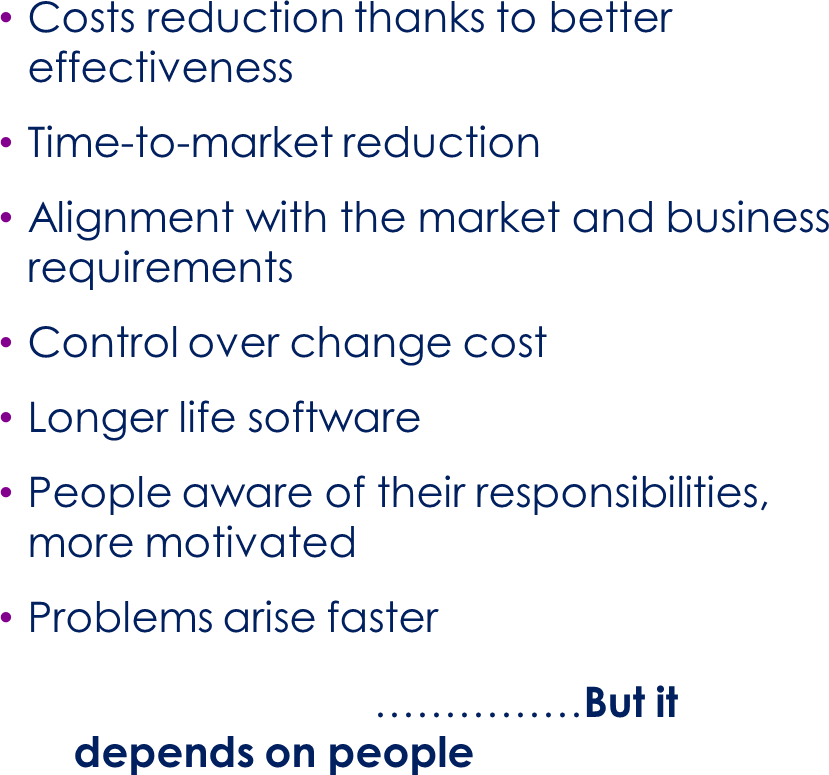 • Costs reduction thanks to better
effectiveness
• Time-to-market reduction
• Alignment with the market and business
requirements
• Control over change cost
• Longer life software
• People aware of their responsibilities,
more motivated
• Problems arise faster
……………But it
depends on people